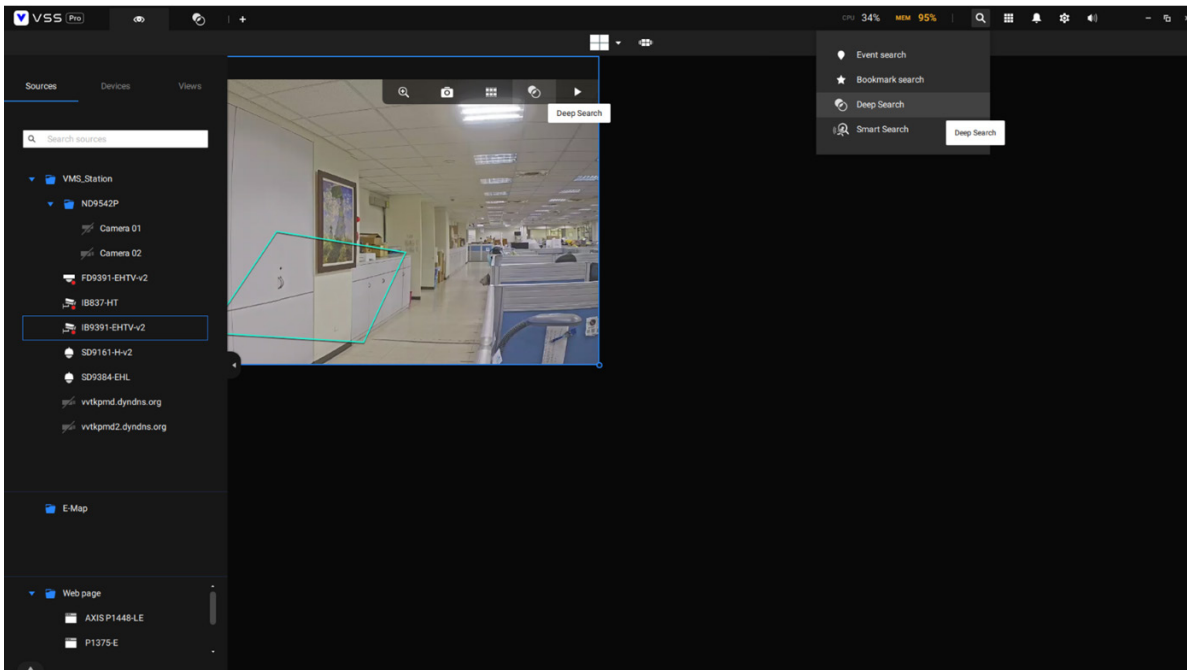 VSS Pro
+
CPU 34% MEM 95%
Event search
Bookmark search
Deep Search
Smart Search
Deep Search
Sources Devices Views
Deep Search
Search sources
VMS_Station
ND9542P
Camera 01
Camera 02
FD9391-EHTV-v2
IB837-HT
IB9391-EHTV-v2
SD9161-H-v2
SD9384-EHL
vvtkpmd.dyndns.org
vvtkpmd2.dyndns.org
E-Map
Web page
AXIS P1448-LE
P1375-E